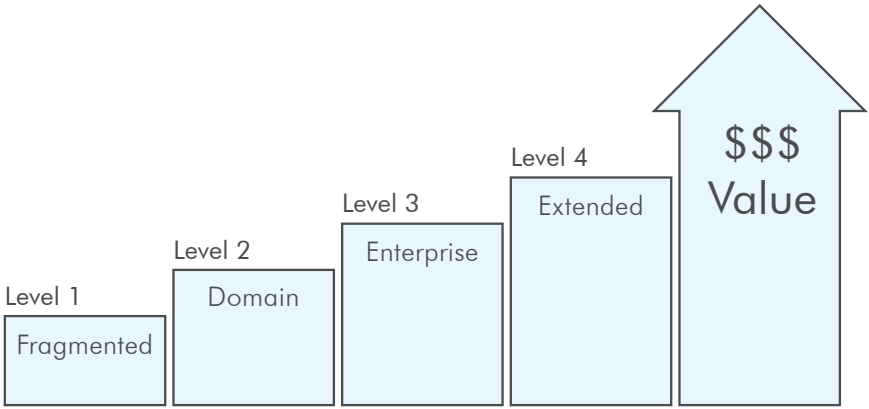 Level 1
Fragmented
Level 2
Domain
Level 3
Enterprise
Level 4
Extended
$$$
Value